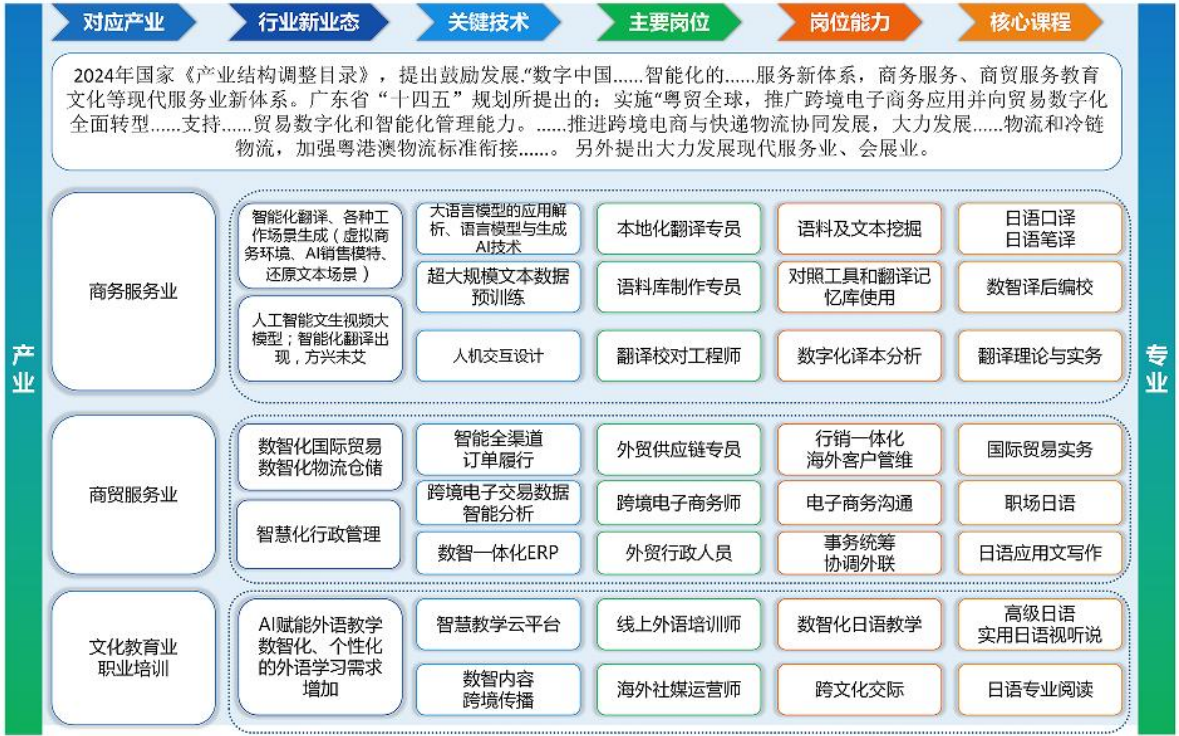 对应产业
行业新业态
关键技术
主要岗位
岗位能力
核心课程
2024年国家《产业结构调整目录》，提出鼓励发展.“数字中国......智能化的......服务新体系，商务服务、商贸服务教育
文化等现代服务业新体系。广东省“十四五”规划所提出的：实施“粤贸全球，推广跨境电子商务应用并向贸易数字化
全面转型......支持......贸易数字化和智能化管理能力。......推进跨境电商与快递物流协同发展，大力发展......物流和冷链
物流，加强粤港澳物流标准衔接......。 另外提出大力发展现代服务业、会展业。
产
业
商务服务业
智能化翻译、各种工
作场景生成（虚拟商
务环境、AI销售模特、
还原文本场景）
人工智能文生视频大
模型；智能化翻译出
现，方兴未艾
大语言模型的应用解
析、语言模型与生成
AI技术
超大规模文本数据
预训练
人机交互设计
本地化翻译专员
语料库制作专员
翻译校对工程师
语料及文本挖掘
对照工具和翻译记
忆库使用
数字化译本分析
日语口译
日语笔译
数智译后编校
翻译理论与实务
商贸服务业
数智化国际贸易
数智化物流仓储
智慧化行政管理
智能全渠道
订单履行
跨境电子交易数据
智能分析
数智一体化ERP
外贸供应链专员
跨境电子商务师
外贸行政人员
行销一体化
海外客户管维
电子商务沟通
事务统筹
协调外联
国际贸易实务
职场日语
日语应用文写作
文化教育业
职业培训
AI赋能外语教学
数智化、个性化
的外语学习需求
增加
智慧教学云平台
数智内容
跨境传播
线上外语培训师
海外社媒运营师
数智化日语教学
跨文化交际
高级日语
实用日语视听说
日语专业阅读
专
业